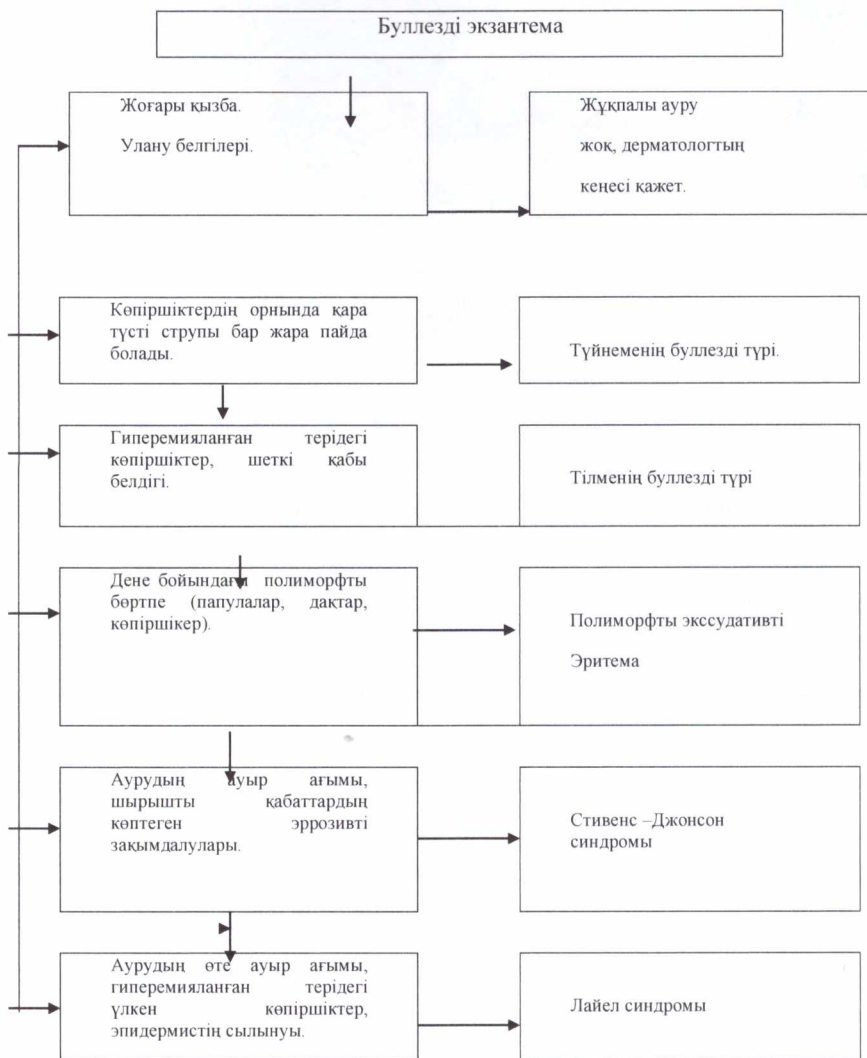 Буллезді экзантема
Жоғары қызба.
Улану белгілері.
Жұқпалы ауру
жоқ, дерматологтың
кеңесі қажет.
Көпіршіктердің орнында қара
түсті струпы бар жара пайда
болады.
Түйнеменің буллезді түрі.
Гиперемияланған терідегі
көпіршіктер, шеткі қабы
белдігі.
Тілменің буллезді түрі
Дене бойындағы полиморфты
бөртпе (папулалар, дақтар,
көпіршікер).
Полиморфты экссудативті
Эритема
Аурудың ауыр ағымы,
шырышты қабаттардың
көптеген эррозивті
зақымдалулары.
Стивенс –Джонсон
синдромы
Аурудың өте ауыр ағымы,
гиперемияланған терідегі
үлкен көпіршіктер,
эпидермистің сылынуы.
Лайел синдромы